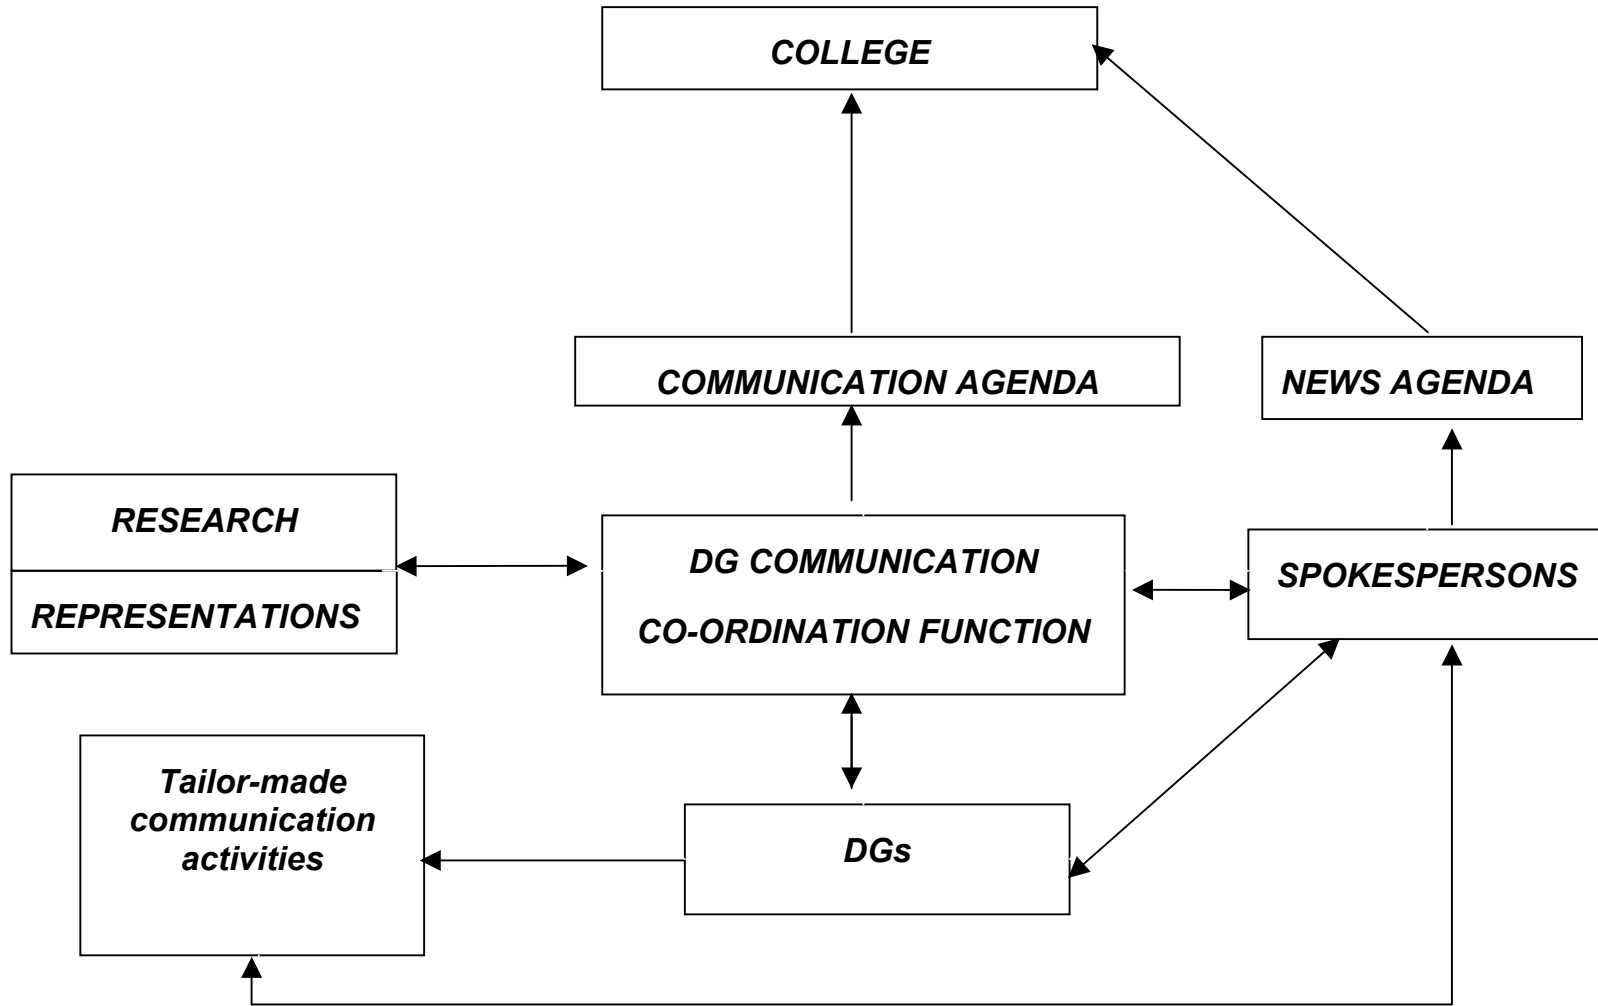 COLLEGE
COMMUNICATION AGENDA
NEWS AGENDA
RESEARCH
REPRESENTATIONS
DG COMMUNICATION
CO-ORDINATION FUNCTION
SPOKESPERSONS
Tailor-made
communication
activities
DGs